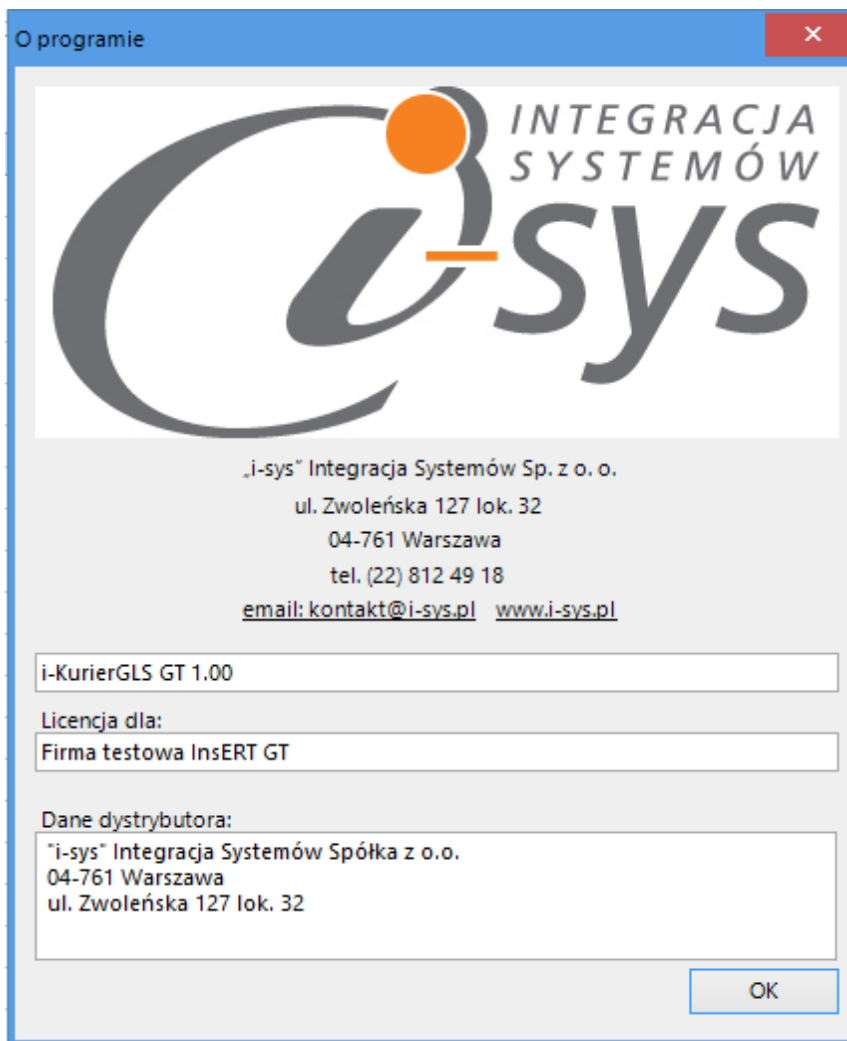 O programie
INTEGRACJA
SYSTEMÓW
i-sys
„i-sys” Integracja Systemów Sp. z o. o.
ul. Zwoleńska 127 lok. 32
04-761 Warszawa
tel. (22) 812 49 18
email: kontakt@i-sys.pl www.i-sys.pl
i-KurierGLS GT 1.00
Licencja dla:
Firma testowa InsERT GT
Dane dystrybutora:
"i-sys" Integracja Systemów Spółka z o.o.
04-761 Warszawa
ul. Zwoleńska 127 lok. 32
OK